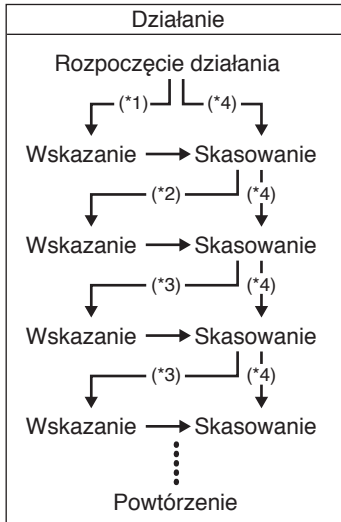 Działanie
Rozpoczęcie działania
(*1) (*4)
Wskazanie Skasowanie
(*2) (*4)
Wskazanie Skasowanie
(*3) (*4)
Wskazanie Skasowanie
(*3) (*4)
Wskazanie Skasowanie
Powtórzenie